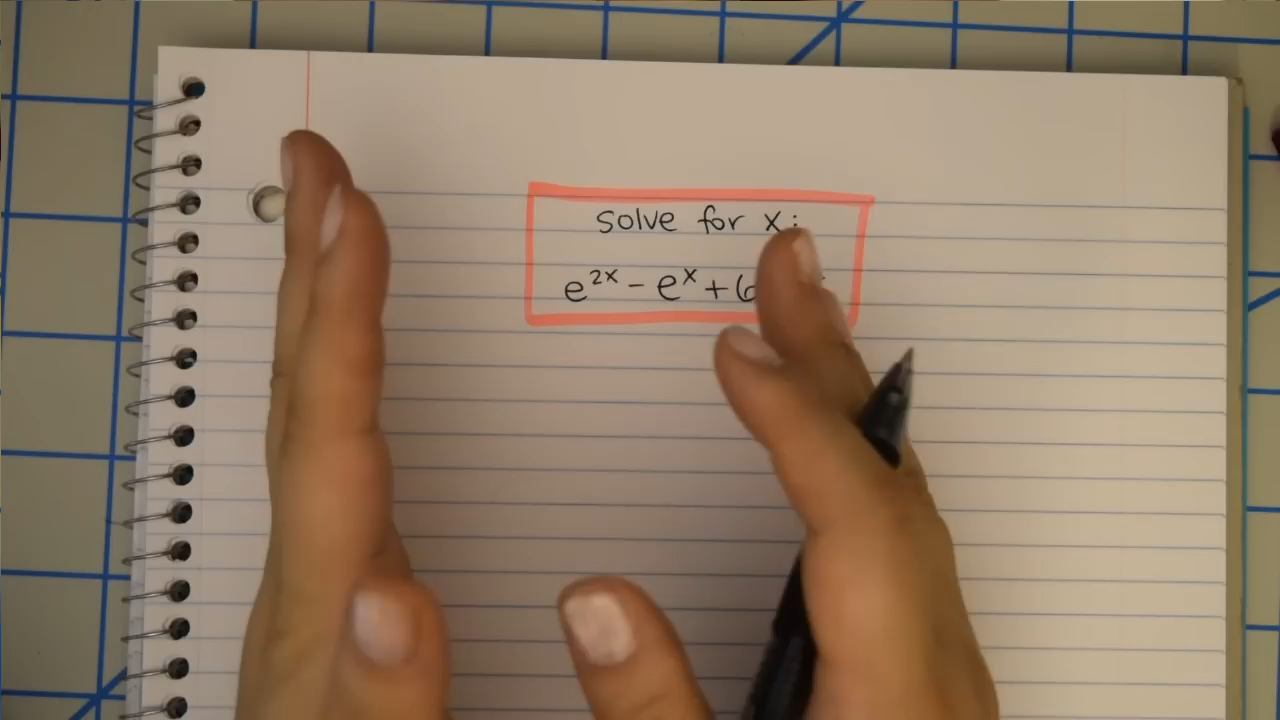 solve for x:
e^{2x} - e^x + 6